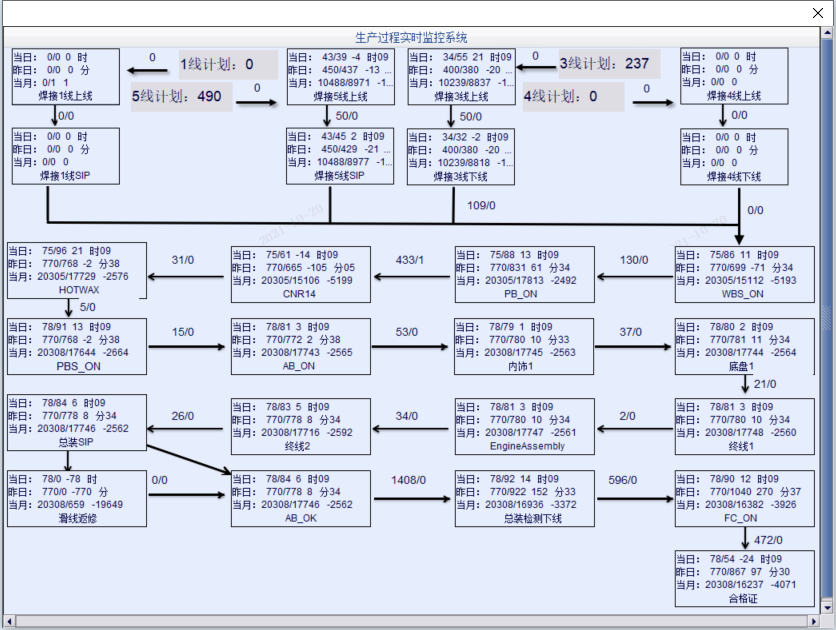 生产过程实时监控系统
当日: 0/0 0 时
昨日: 0/0 0 分
当月: 0/1 1
焊接1线上线
0
1线计划: 0
5线计划: 490
0
当日: 43/39 -4 时09
昨日: 450/437 -13 ...
当月: 10488/8971 -1...
焊接5线上线
当日: 34/55 21 时09
昨日: 400/380 -20 ...
当月: 10239/8837 -1...
焊接3线上线
0
3线计划: 237
4线计划: 0
0
当日: 0/0 0 时
昨日: 0/0 0 分
当月: 0/0 0
焊接4线上线
0/0
50/0
50/0
0/0
当日: 0/0 0 时
昨日: 0/0 0 分
当月: 0/0 0
焊接1线SIP
当日: 43/45 2 时09
昨日: 450/429 -21 ...
当月: 10488/8977 -1...
焊接5线SIP
当日: 34/32 -2 时09
昨日: 400/380 -20 ...
当月: 10239/8818 -1...
焊接3线下线
当日: 0/0 0 时
昨日: 0/0 0 分
当月: 0/0 0
焊接4线下线
109/0
0/0
2021-10-20
当日: 75/96 21 时09
昨日: 770/768 -2 分38
当月: 20305/17729 -2576
HOTWAX
31/0
当日: 75/61 -14 时09
昨日: 770/665 -105 分05
当月: 20305/15106 -5199
CNR14
433/1
当日: 75/88 13 时09
昨日: 770/831 61 分34
当月: 20305/17813 -2492
PB_ON
130/0
当日: 75/86 11 时09
昨日: 770/699 -71 分34
当月: 20305/15112 -5193
WBS_ON
5/0
当日: 78/91 13 时09
昨日: 770/768 -2 分38
当月: 20308/17644 -2664
PBS_ON
15/0
当日: 78/81 3 时09
昨日: 770/772 2 分38
当月: 20308/17743 -2565
AB_ON
53/0
当日: 78/79 1 时09
昨日: 770/780 10 分33
当月: 20308/17745 -2563
内饰1
37/0
当日: 78/80 2 时09
昨日: 770/781 11 分34
当月: 20308/17744 -2564
底盘1
21/0
当日: 78/84 6 时09
昨日: 770/778 8 分34
当月: 20308/17746 -2562
总装SIP
26/0
当日: 78/83 5 时09
昨日: 770/778 8 分34
当月: 20308/17716 -2592
终线2
34/0
当日: 78/81 3 时09
昨日: 770/780 10 分34
当月: 20308/17747 -2561
EngineAssembly
2/0
当日: 78/81 3 时09
昨日: 770/780 10 分34
当月: 20308/17748 -2560
终线1
当日: 78/0 -78 时
昨日: 770/0 -770 分
当月: 20308/659 -19649
滑线返修
0/0
当日: 78/84 6 时09
昨日: 770/778 8 分34
当月: 20308/17746 -2562
AB_OK
1408/0
当日: 78/92 14 时09
昨日: 770/922 152 分33
当月: 20308/16936 -3372
总装检测下线
596/0
当日: 78/90 12 时09
昨日: 770/1040 270 分37
当月: 20308/16382 -3926
FC_ON
472/0
当日: 78/54 -24 时09
昨日: 770/867 97 分30
当月: 20308/16237 -4071
合格证